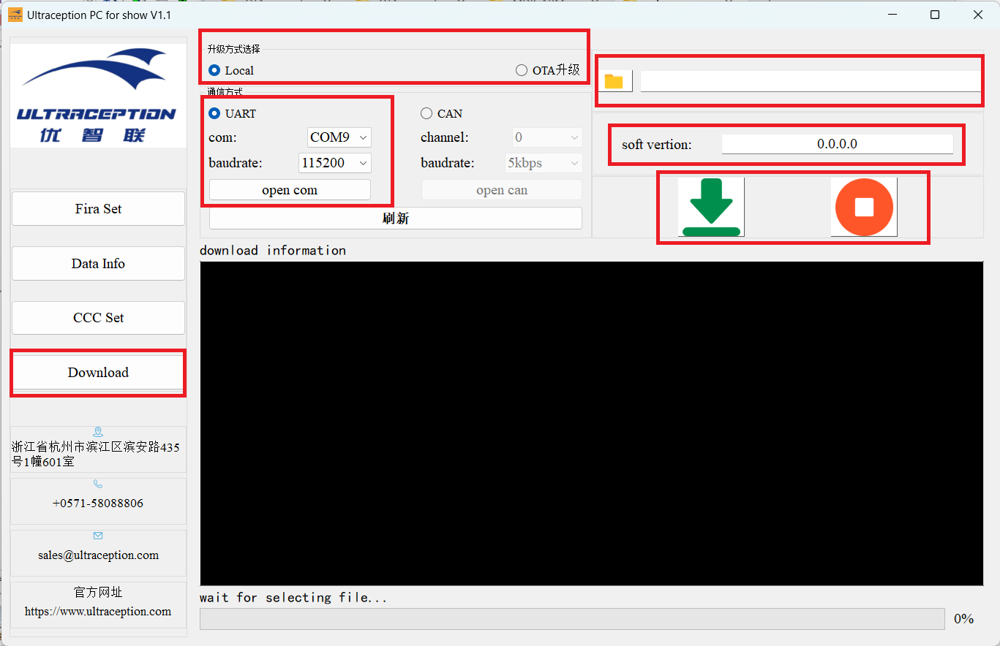 Ultraception PC for show V1.1
ULTRACEPTION
优智联
Fira Set
Data Info
CCC Set
Download
浙江省杭州市滨江区滨安路435
号1幢601室
+0571-58088806
sales@ultraception.com
官方网址
https://www.ultraception.com
升级方式选择
Local
OTA升级
通信方式
UART
com:
COM9
baudrate:
115200
open com
CAN
channel:
0
baudrate:
5kbps
open can
刷新
soft vertion:
0.0.0.0
download information
wait for selecting file...
0%